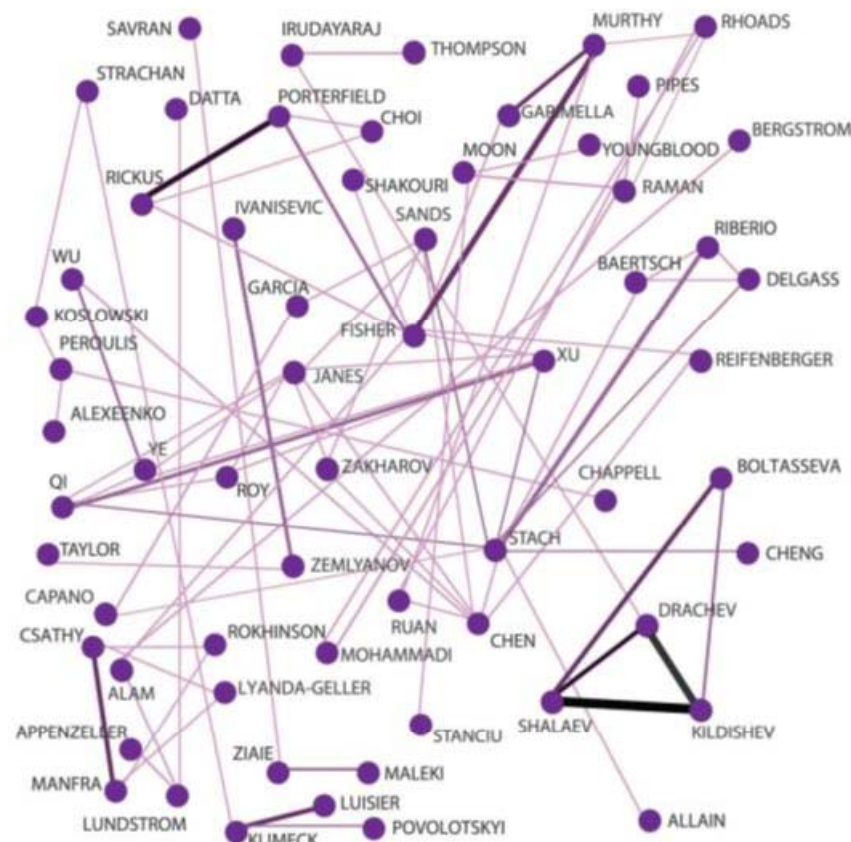 SAVRAN
IRUDAYARAJ
THOMPSON
MURTHY
RHOADS
STRACHAN
DATTA
PORTERFIELD
CHOI
GARIMELLA
PIPES
BERGSTROM
MOON
YOUNGBLOOD
RICKUS
SHAKOURI
RAMAN
IVANISEVIC
SANDS
RIBERIO
WU
BAERTSCH
DELGASS
GARCIA
KOSLOWSKI
FISHER
PEROULIS
JANES
XU
REIFENBERGER
ALEXEENKO
YE
QI
ROY
ZAKHAROV
CHAPPELL
BOLTASSEVA
TAYLOR
ZEMLYANOV
STACH
CHENG
CAPANO
RUAN
CHEN
DRACHEV
CSATHY
ROKHINSON
MOHAMMADI
ALAM
LYANDA-GELLER
SHALAEV
KILDISHEV
APPENZELLER
STANCIU
ZIAIE
MALEKI
MANFRA
LUNDSTROM
LUISIER
KLIMECK
POVOLOTSKYI
ALLAIN